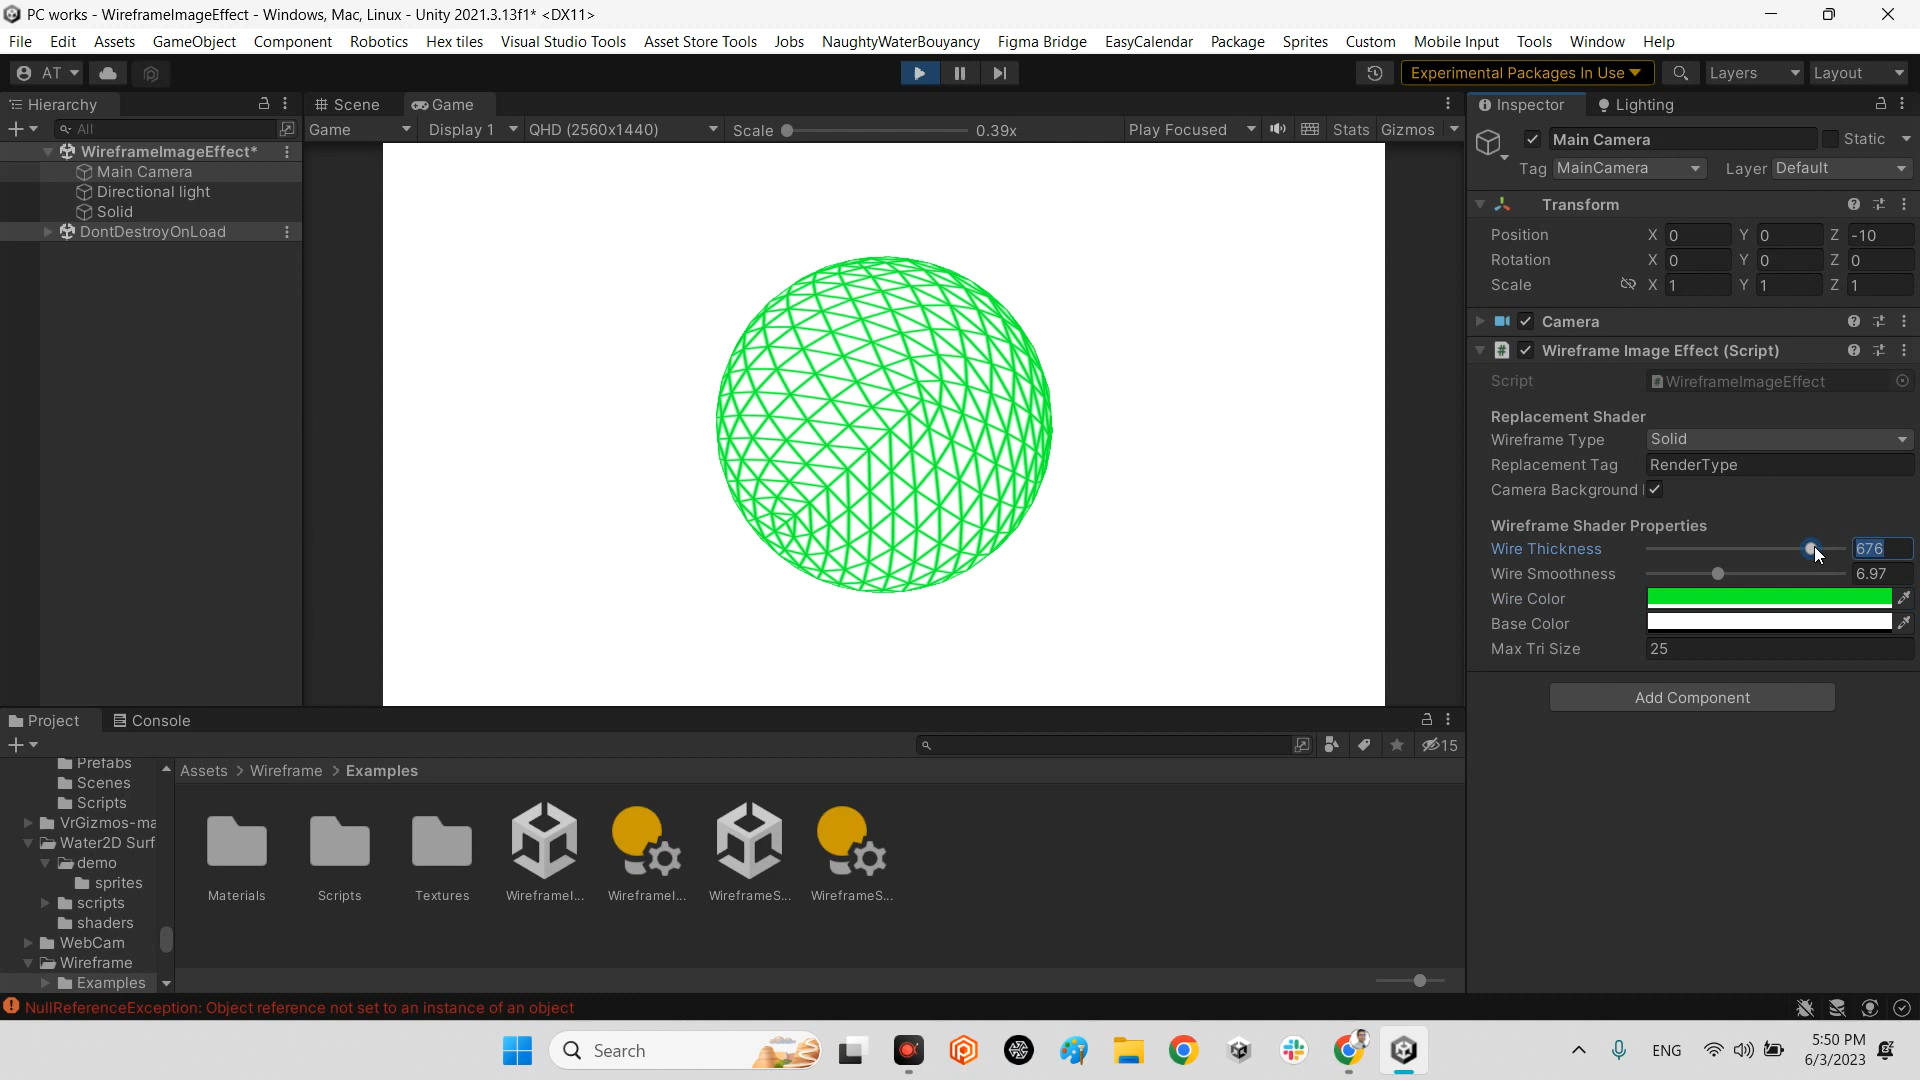 PC works - WireframeImageEffect - Windows, Mac, Linux - Unity 2021.3.13f1* <DX11>
File Edit Assets GameObject Component Robotics Hex tiles Visual Studio Tools Asset Store Tools Jobs NaughtyWaterBouyancy Figma Bridge EasyCalendar Package Sprites Custom Mobile Input Tools Window Help
AT Experimental Packages In Use Layers Layout
Hierarchy Scene Game Inspector Lighting
All Game Display 1 QHD (2560x1440) Scale 0.39x Play Focused Stats Gizmos
Main Camera Static
WireframeImageEffect*
Tag MainCamera Layer Default
Main Camera
Directional light
Solid
DontDestroyOnLoad
Transform
Position X 0 Y 0 Z -10
Rotation X 0 Y 0 Z 0
Scale X 1 Y 1 Z 1
Camera
Wireframe Image Effect (Script)
Script WireframeImageEffect
Replacement Shader
Wireframe Type Solid
Replacement Tag RenderType
Camera Background
Wireframe Shader Properties
Wire Thickness 676
Wire Smoothness 6.97
Wire Color
Base Color
Max Tri Size 25
Add Component
Project Console
15
Prefabs
Scenes
Scripts
VrGizmos-ma
Water2D Surf
demo
sprites
scripts
shaders
WebCam
Wireframe
Examples
Assets > Wireframe > Examples
Materials Scripts Textures WireframeI... WireframeI... WireframeS... WireframeS...
NullReferenceException: Object reference not set to an instance of an object
Search
ENG
5:50 PM
6/3/2023